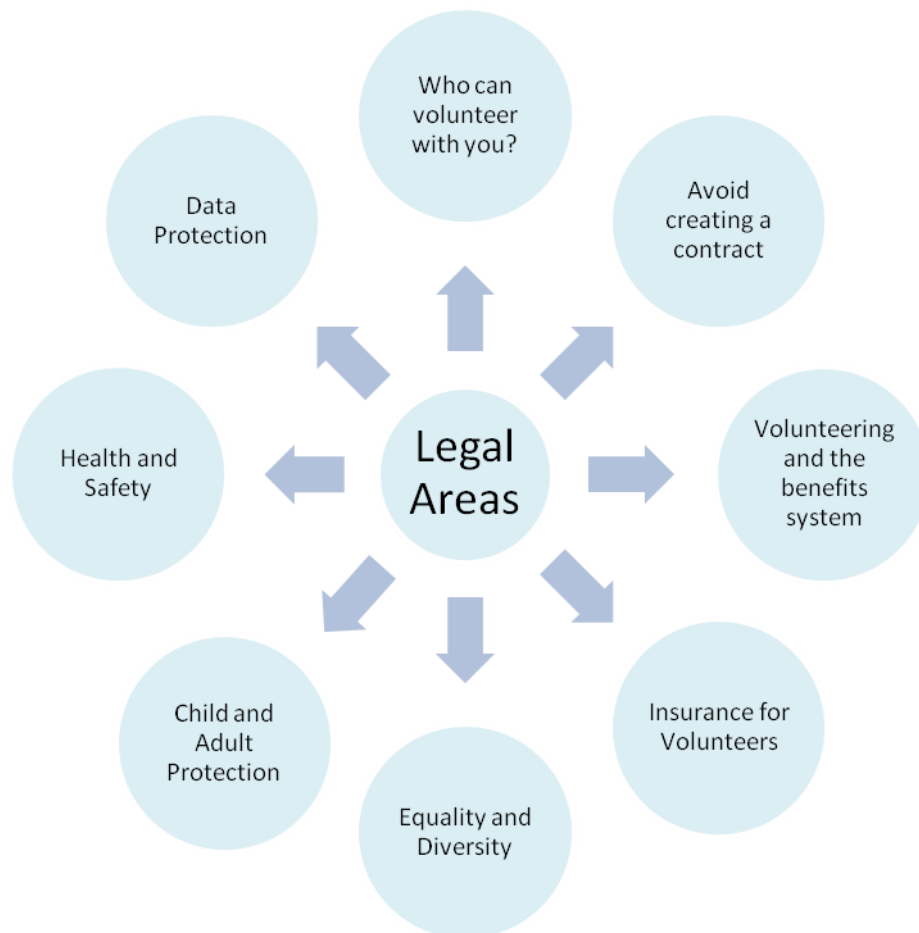 Who can
volunteer
with you?
Data
Protection
Avoid
creating a
contract
Legal
Areas
Health and
Safety
Volunteering
and the
benefits
system
Child and
Adult
Protection
Insurance for
Volunteers
Equality and
Diversity